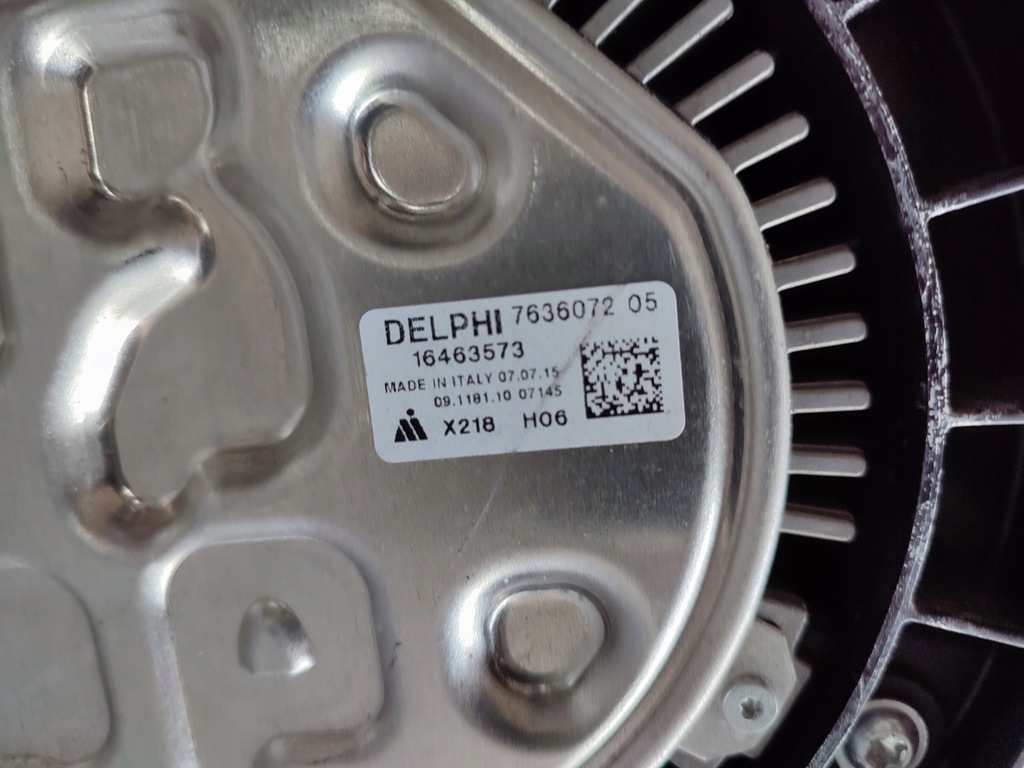 DELPHI 7636072 05
16463573
MADE IN ITALY 07.07.15
09.1181.10 07145
X218 H06